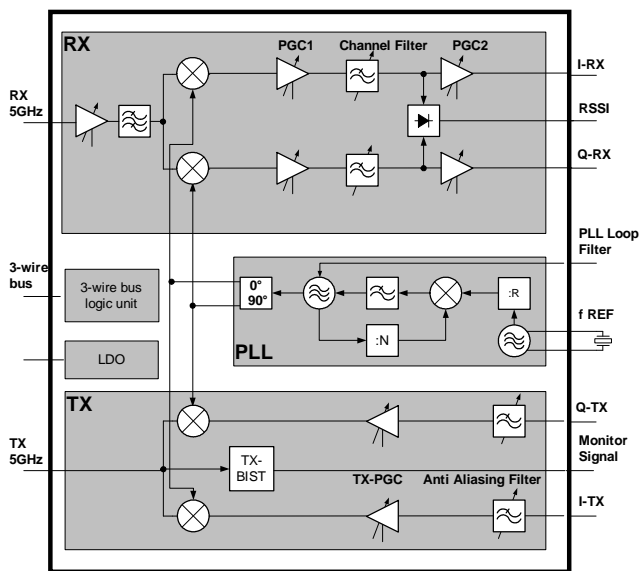 RX
PGC1
Channel Filter
PGC2
I-RX
RX
5GHz
RSSI
Q-RX
PLL Loop
Filter
3-wire
bus
3-wire bus
logic unit
0°
90°
:R
:N
f REF
PLL
LDO
TX
Q-TX
TX
5GHz
TX-
BIST
Monitor
Signal
TX-PGC
Anti Aliasing Filter
I-TX